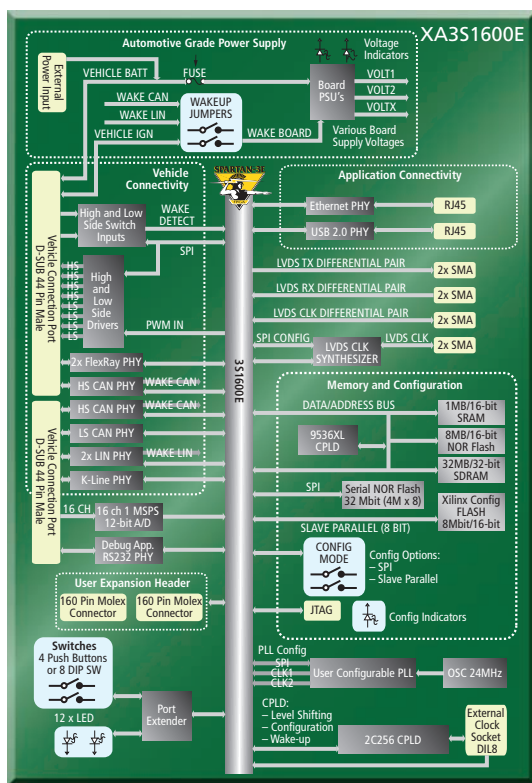 XA3S1600E
Automotive Grade Power Supply
External
Power Input
VEHICLE BATT
FUSE
Voltage
Indicators
Board
PSU's
VOLT1
VOLT2
VOLTX
WAKE CAN
WAKE LIN
VEHICLE IGN
WAKEUP
JUMPERS
WAKE BOARD
Various Board
Supply Voltages
Vehicle
Connectivity
SPARTAN-3E
Application Connectivity
Vehicle Connection Port
D-SUB 44 Pin Male
High and Low
Side Switch
Inputs
WAKE
DETECT
SPI
HS
HS
HS
HS
LS
LS
LS
LS
High
and
Low
Side
Drivers
PWM IN
Ethernet PHY
RJ45
USB 2.0 PHY
RJ45
LVDS TX DIFFERENTIAL PAIR
2x SMA
LVDS RX DIFFERENTIAL PAIR
2x SMA
LVDS CLK DIFFERENTIAL PAIR
2x SMA
SPI CONFIG
LVDS CLK
SYNTHESIZER
LVDS CLK
2x SMA
3S1600E
2x FlexRay PHY
HS CAN PHY
WAKE CAN
Vehicle Connection Port
D-SUB 44 Pin Male
HS CAN PHY
WAKE CAN
LS CAN PHY
2x LIN PHY
WAKE LIN
K-Line PHY
16 CH
16 ch 1 MSPS
12-bit A/D
Debug App.
RS232 PHY
Memory and Configuration
DATA/ADDRESS BUS
1MB/16-bit
SRAM
9536XL
CPLD
8MB/16-bit
NOR Flash
32MB/32-bit
SDRAM
SPI
Serial NOR Flash
32 Mbit (4M x 8)
Xilinx Config
FLASH
8Mbit/16-bit
SLAVE PARALLEL (8 BIT)
CONFIG
MODE
Config Options:
– SPI
– Slave Parallel
JTAG
Config Indicators
User Expansion Header
160 Pin Molex
Connector
160 Pin Molex
Connector
Switches
4 Push Buttons
or 8 DIP SW
12 x LED
Port
Extender
PLL Config
SPI
CLK1
CLK2
User Configurable PLL
OSC 24MHz
CPLD:
– Level Shifting
– Configuration
– Wake-up
2C256 CPLD
External
Clock
Socket
DIL8